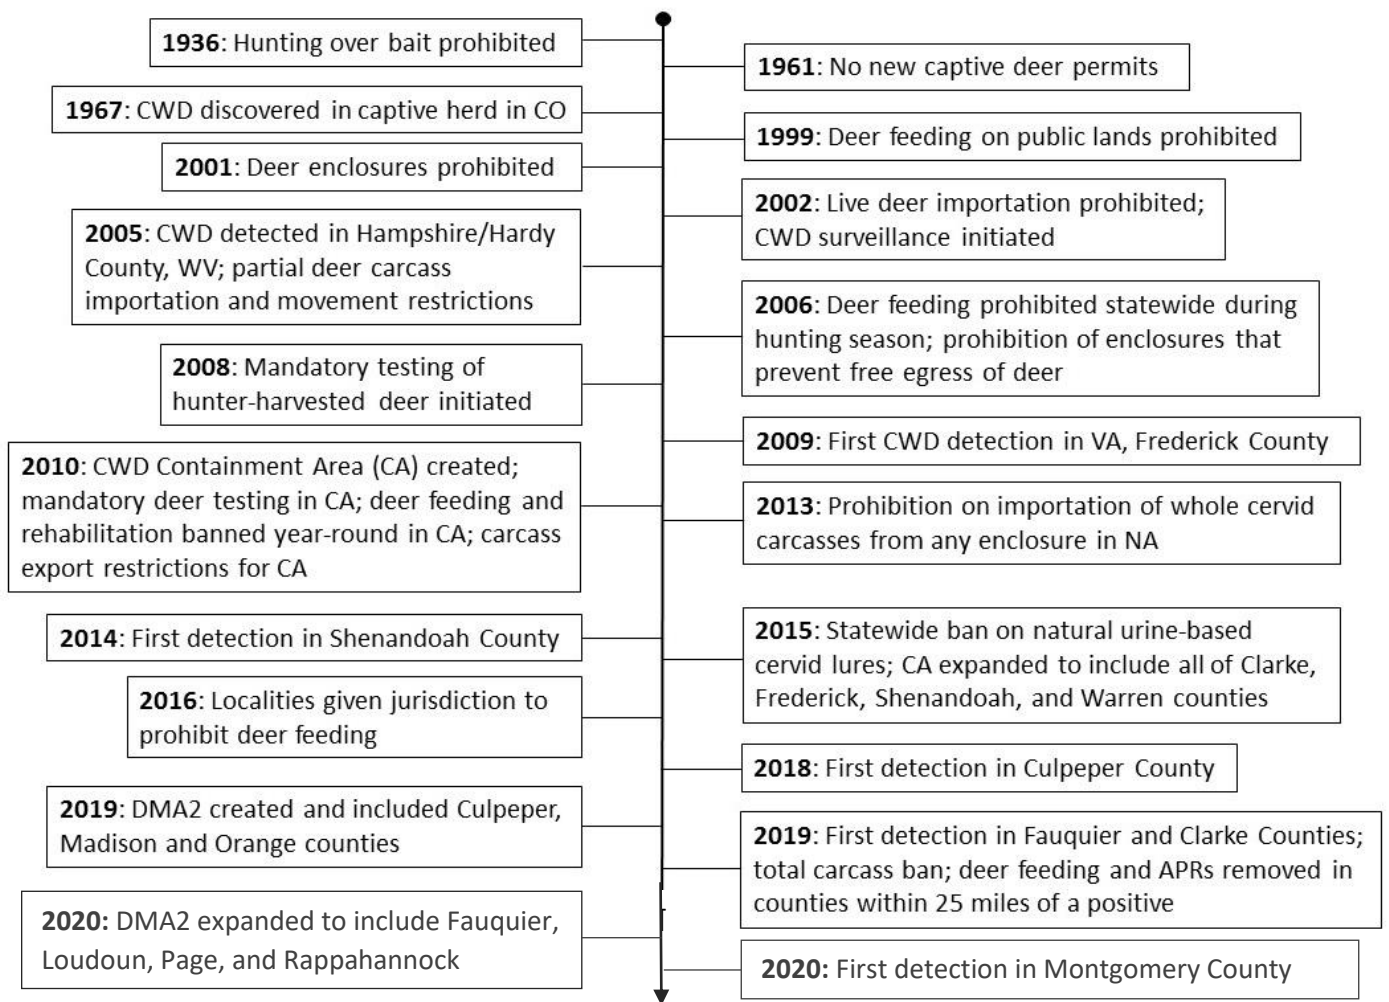 1936: Hunting over bait prohibited
1961: No new captive deer permits
1967: CWD discovered in captive herd in CO
1999: Deer feeding on public lands prohibited
2001: Deer enclosures prohibited
2002: Live deer importation prohibited;
CWD surveillance initiated
2005: CWD detected in Hampshire/Hardy
County, WV; partial deer carcass
importation and movement restrictions
2006: Deer feeding prohibited statewide during
hunting season; prohibition of enclosures that
prevent free egress of deer
2008: Mandatory testing of
hunter-harvested deer initiated
2009: First CWD detection in VA, Frederick County
2010: CWD Containment Area (CA) created;
mandatory deer testing in CA; deer feeding and
rehabilitation banned year-round in CA; carcass
export restrictions for CA
2013: Prohibition on importation of whole cervid
carcasses from any enclosure in NA
2014: First detection in Shenandoah County
2015: Statewide ban on natural urine-based
cervid lures; CA expanded to include all of Clarke,
Frederick, Shenandoah, and Warren counties
2016: Localities given jurisdiction to
prohibit deer feeding
2018: First detection in Culpeper County
2019: DMA2 created and included Culpeper,
Madison and Orange counties
2019: First detection in Fauquier and Clarke Counties;
total carcass ban; deer feeding and APRs removed in
counties within 25 miles of a positive
2020: DMA2 expanded to include Fauquier,
Loudoun, Page, and Rappahannock
2020: First detection in Montgomery County